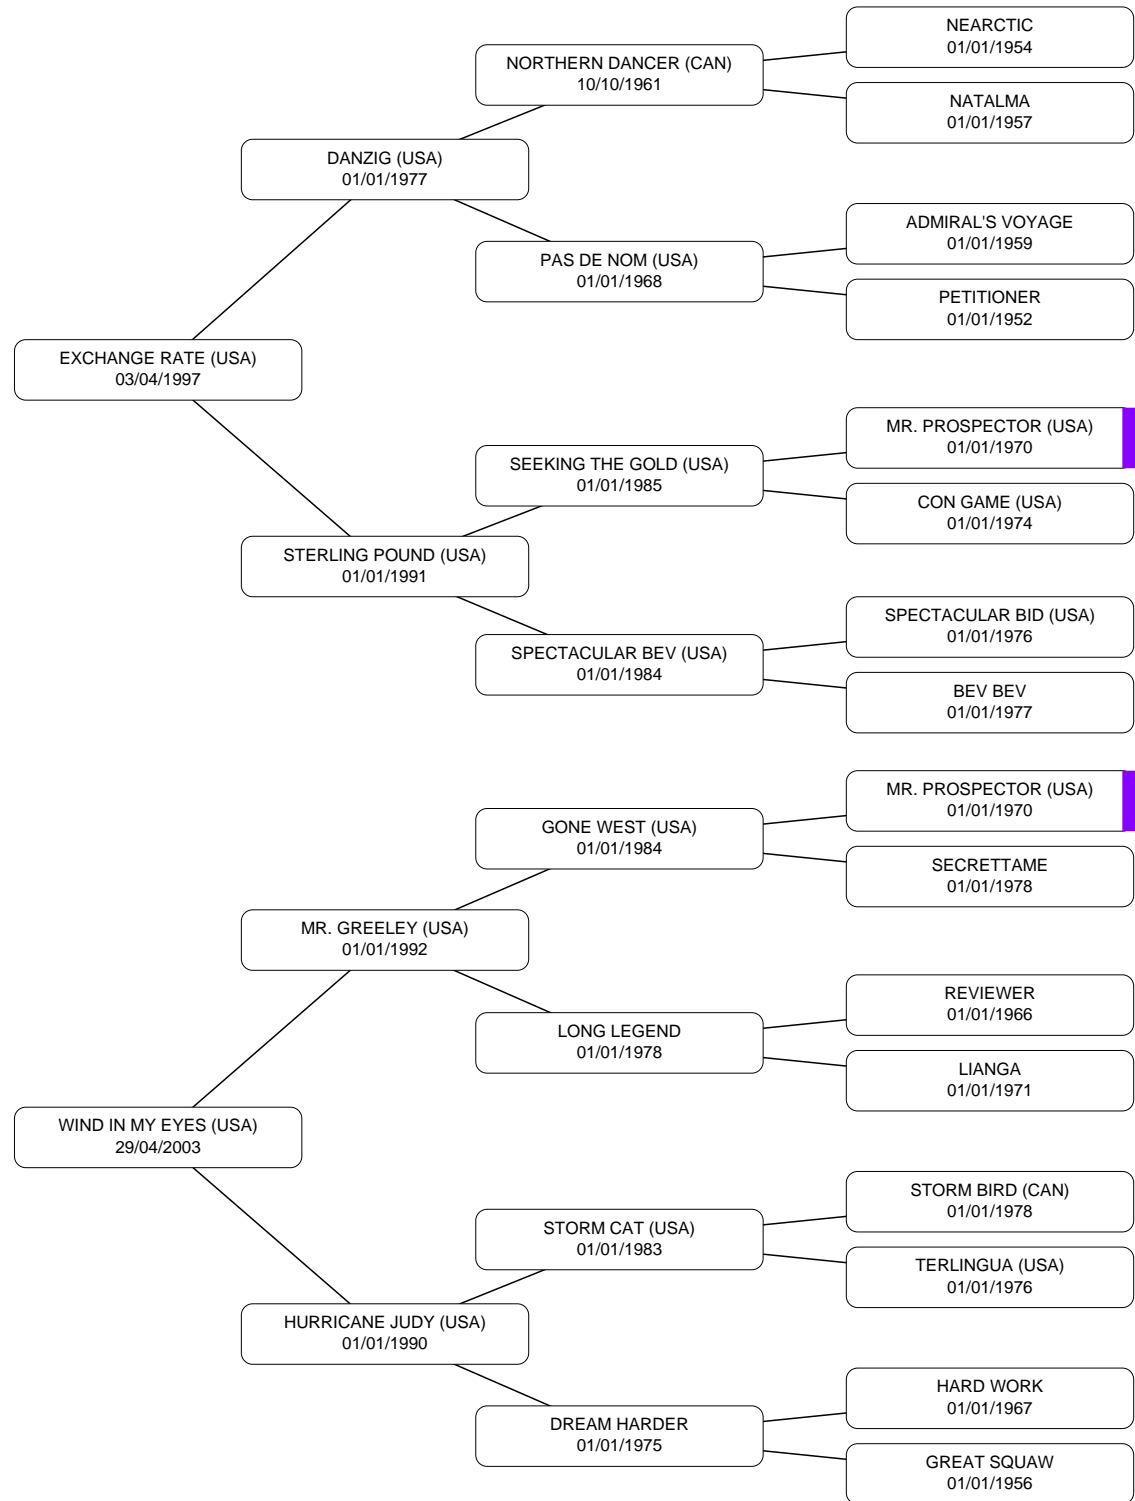 NEARCTIC
01/01/1954
NORTHERN DANCER (CAN)
10/10/1961
NATALMA
01/01/1957
DANZIG (USA)
01/01/1977
ADMIRAL'S VOYAGE
01/01/1959
PAS DE NOM (USA)
01/01/1968
PETITIONER
01/01/1952
EXCHANGE RATE (USA)
03/04/1997
MR. PROSPECTOR (USA)
01/01/1970
SEEKING THE GOLD (USA)
01/01/1985
CON GAME (USA)
01/01/1974
STERLING POUND (USA)
01/01/1991
SPECTACULAR BID (USA)
01/01/1976
SPECTACULAR BEV (USA)
01/01/1984
BEV BEV
01/01/1977
MR. PROSPECTOR (USA)
01/01/1970
GONE WEST (USA)
01/01/1984
SECRETTAME
01/01/1978
MR. GREELEY (USA)
01/01/1992
REVIEWER
01/01/1966
LONG LEGEND
01/01/1978
LIANGA
01/01/1971
WIND IN MY EYES (USA)
29/04/2003
STORM BIRD (CAN)
01/01/1978
STORM CAT (USA)
01/01/1983
TERLINGUA (USA)
01/01/1976
HURRICANE JUDY (USA)
01/01/1990
HARD WORK
01/01/1967
DREAM HARDER
01/01/1975
GREAT SQUAW
01/01/1956